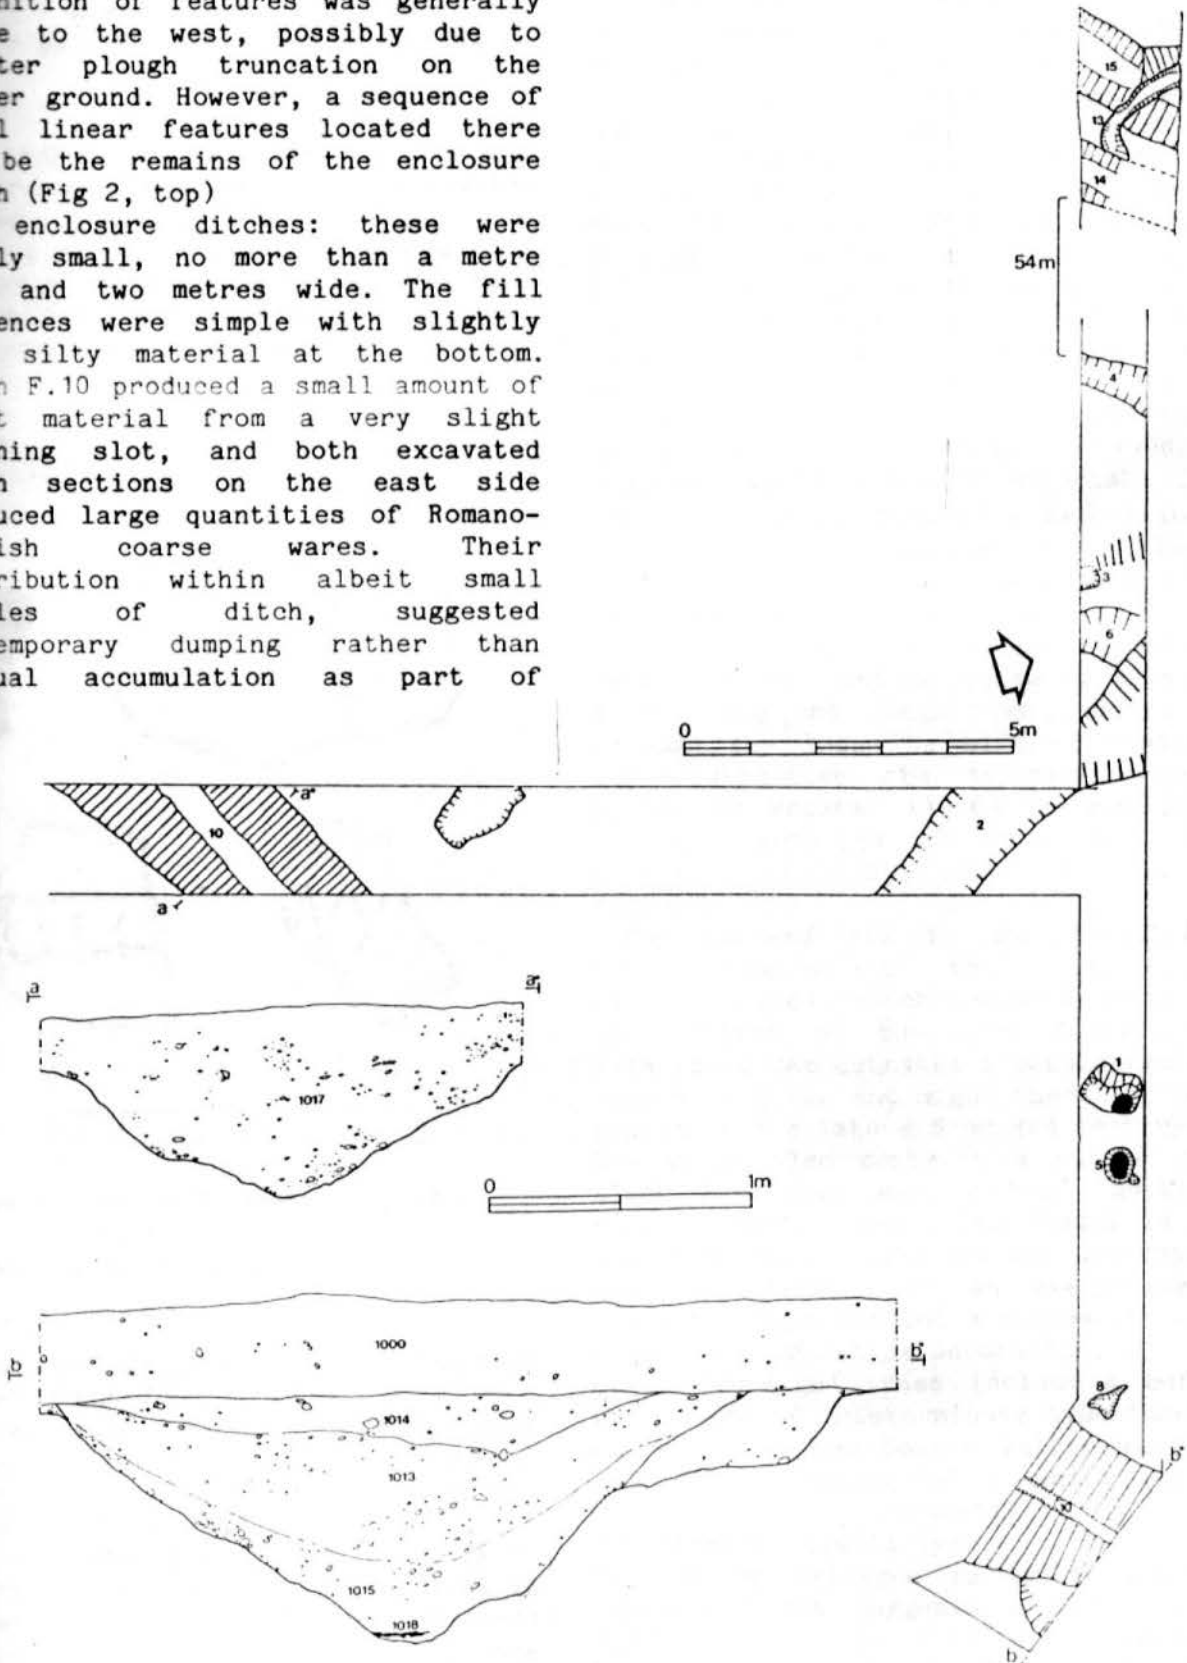 ition of features was generally
e to the west, possibly due to
ter plough truncation on the
er ground. However, a sequence of
l linear features located there
be the remains of the enclosure
h (Fig 2, top)
enclosure ditches: these were
ly small, no more than a metre
and two metres wide. The fill
ences were simple with slightly
silty material at the bottom.
h F.10 produced a small amount of
t material from a very slight
ning slot, and both excavated
h sections on the east side
uced large quantities of Romano-
ish coarse wares. Their
ribution within albeit small
les of ditch, suggested
emporary dumping rather than
ual accumulation as part of
15
13
14
54m
4
3
6
0 5m
a"
10
2
a
a a"
1017
1
5
0 1m
1000
b b"
1014
1013
1015
1018
8
b"
b